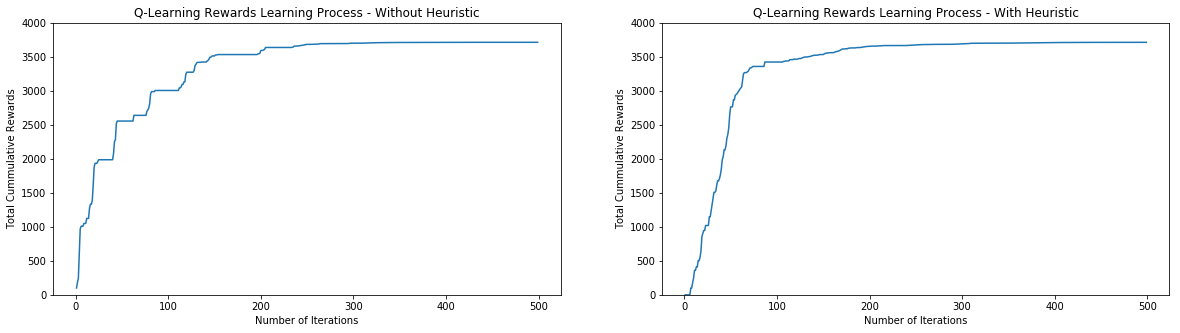 Q-Learning Rewards Learning Process - Without Heuristic
4000
3500
3000
2500
2000
1500
1000
500
0
Total Cummulative Rewards
0 100 200 300 400 500
Number of Iterations
Q-Learning Rewards Learning Process - With Heuristic
4000
3500
3000
2500
2000
1500
1000
500
0
Total Cummulative Rewards
0 100 200 300 400 500
Number of Iterations